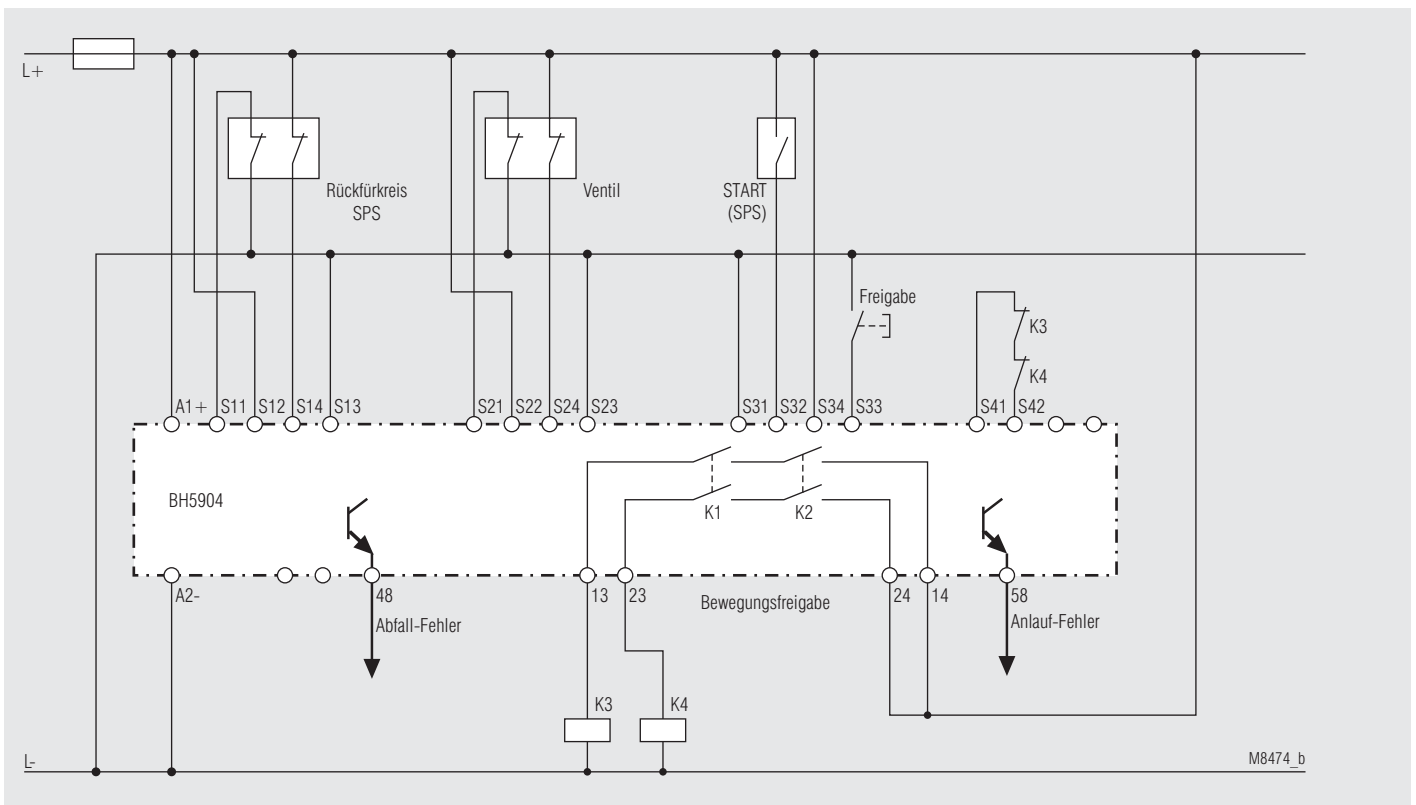 L+
Rückfürkreis
SPS
Ventil
START
(SPS)
Freigabe
K3
K4
A1+ S11 S12 S14 S13 S21 S22 S24 S23 S31 S32 S34 S33 S41 S42
BH5904
K1 K2
A2- 48 13 23 Bewegungsfreigabe 24 14 58
Abfall-Fehler
Anlauf-Fehler
K3 K4
L-
M8474_b